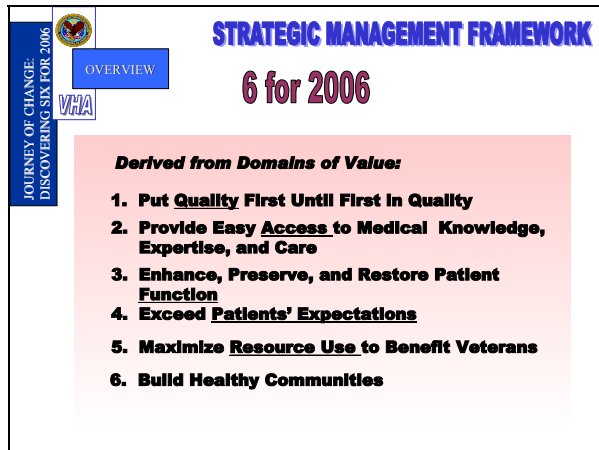 STRATEGIC MANAGEMENT FRAMEWORK
6 for 2006
JOURNEY OF CHANGE:
DISCOVERING SIX FOR 2006
OVERVIEW
VHA
Derived from Domains of Value:
1. Put Quality First Until First in Quality
2. Provide Easy Access to Medical Knowledge,
Expertise, and Care
3. Enhance, Preserve, and Restore Patient
Function
4. Exceed Patients’ Expectations
5. Maximize Resource Use to Benefit Veterans
6. Build Healthy Communities